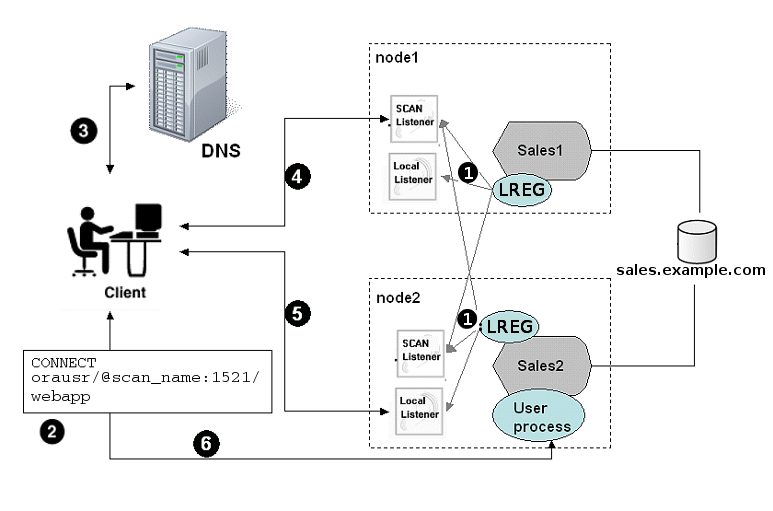 node1
SCAN
Listener
Sales1
3
DNS
4
Local
Listener
1
LREG
sales.example.com
Client
node2
5
1
LREG
SCAN
Listener
Sales2
CONNECT
orausr/@scan_name:1521/
webapp
Local
Listener
User
process
2
6